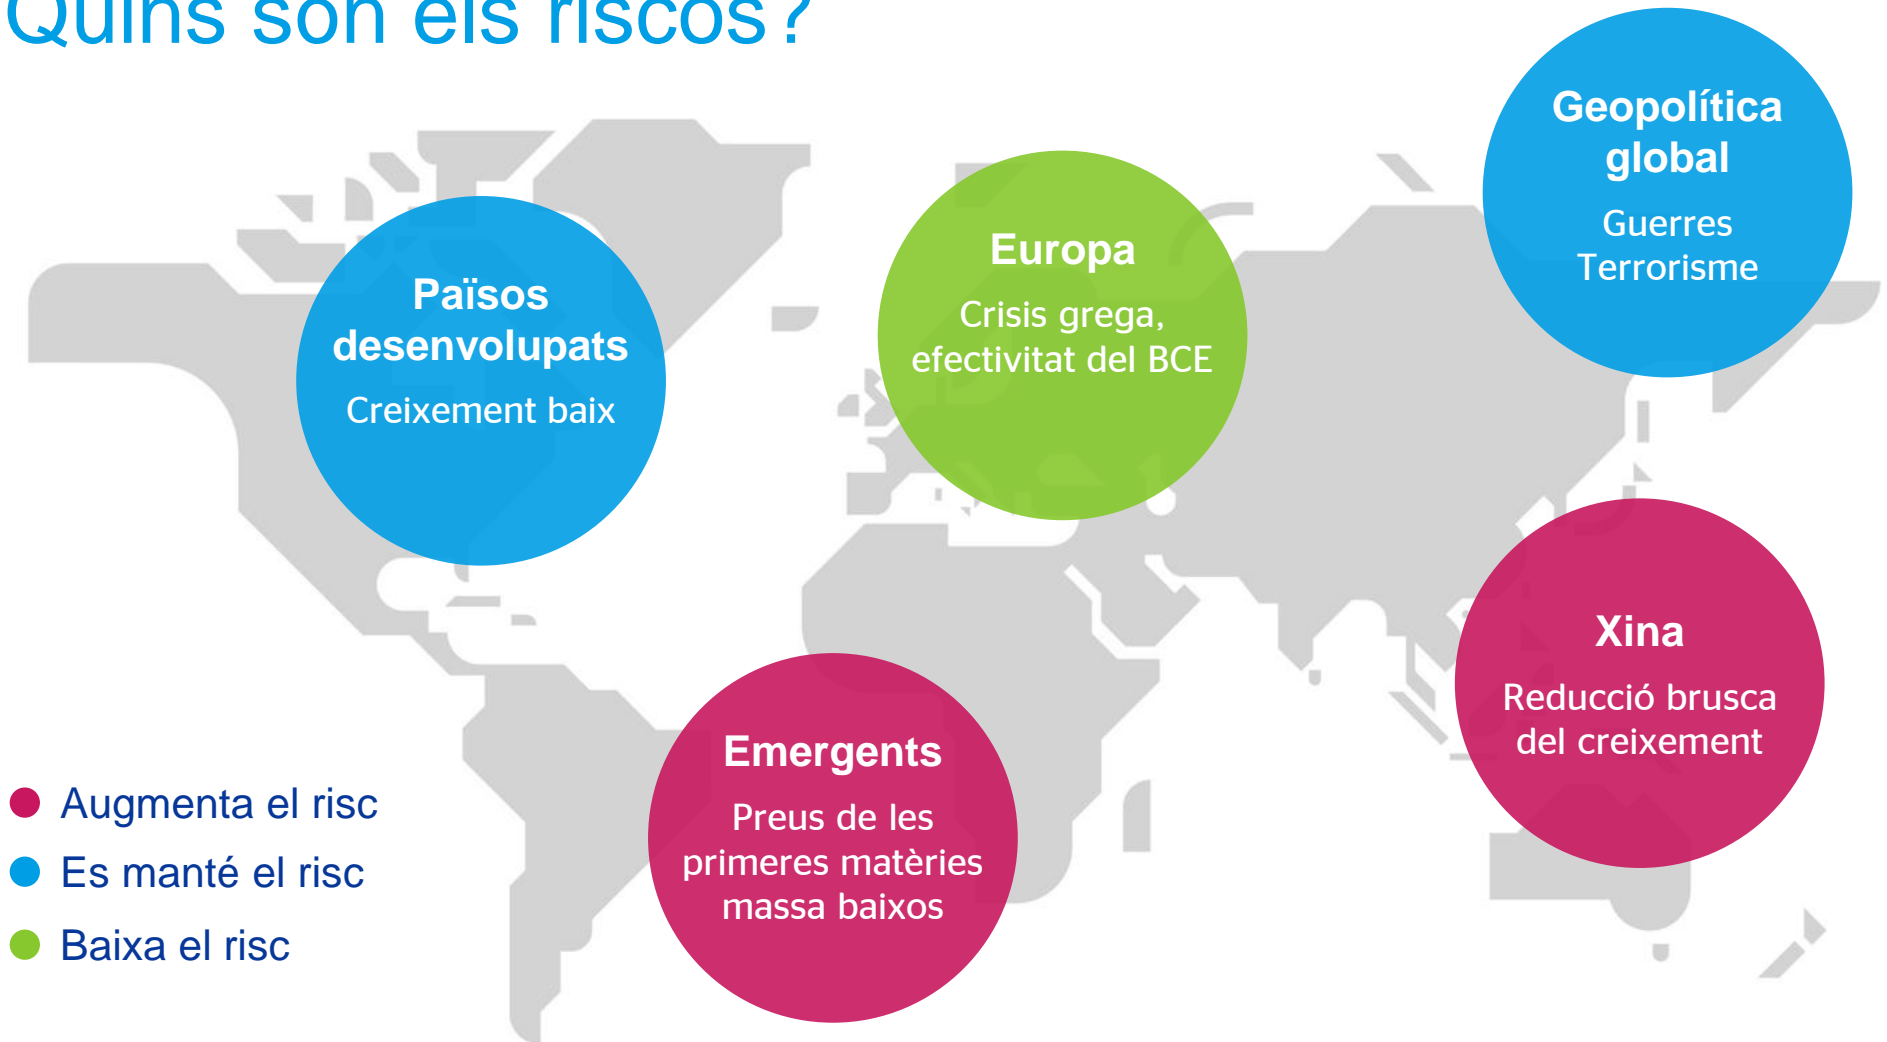 Quins són els riscos?
Geopolítica
global
Guerres
Terrorisme
Europa
Crisis grega,
efectivitat del BCE
Països
desenvolupats
Creixement baix
Xina
Reducció brusca
del creixement
Emergents
Preus de les
primeres matèries
massa baixos
Augmenta el risc
Es manté el risc
Baixa el risc